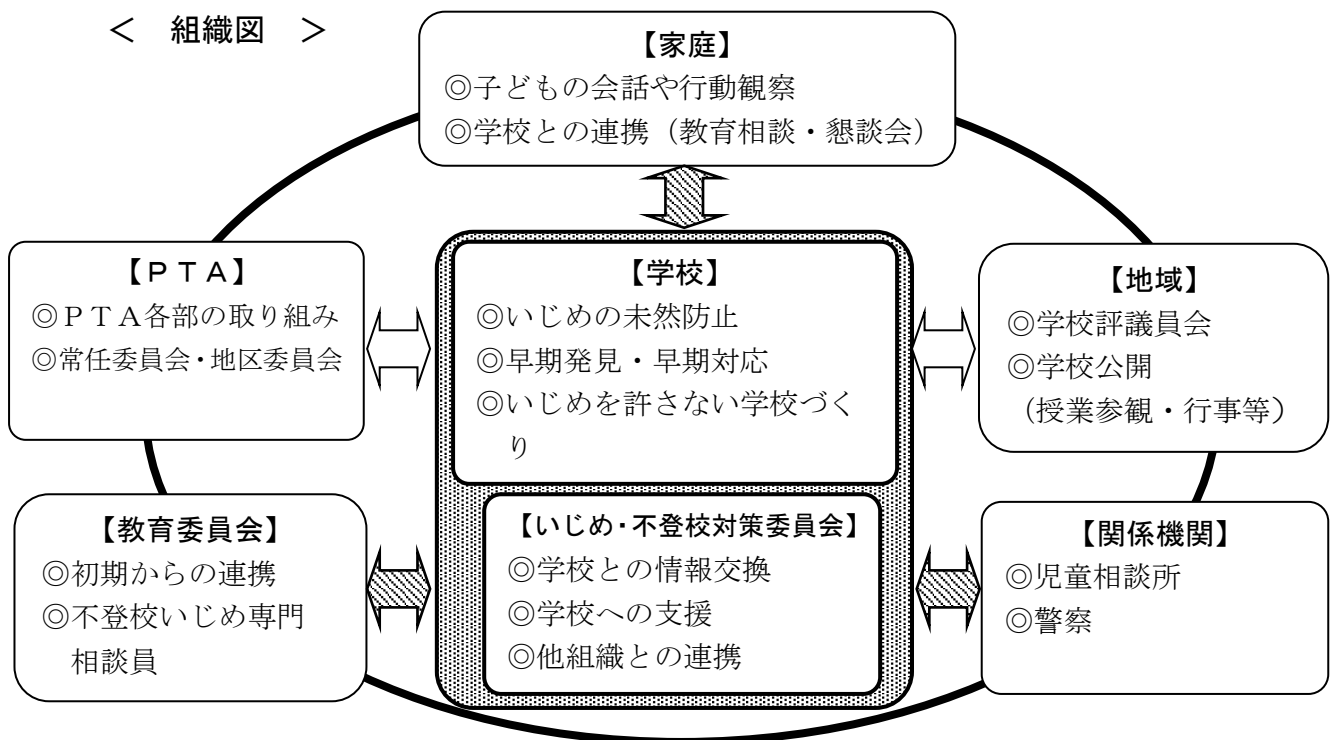 ＜　組織図　＞
【家庭】
◎子どもの会話や行動観察
◎学校との連携（教育相談・懇談会）
【ＰＴＡ】
◎ＰＴＡ各部の取り組み
◎常任委員会・地区委員会
【学校】
◎いじめの未然防止
◎早期発見・早期対応
◎いじめを許さない学校づく
り
【地域】
◎学校評議員会
◎学校公開
（授業参観・行事等）
【教育委員会】
◎初期からの連携
◎不登校いじめ専門
相談員
【いじめ・不登校対策委員会】
◎学校との情報交換
◎学校への支援
◎他組織との連携
【関係機関】
◎児童相談所
◎警察